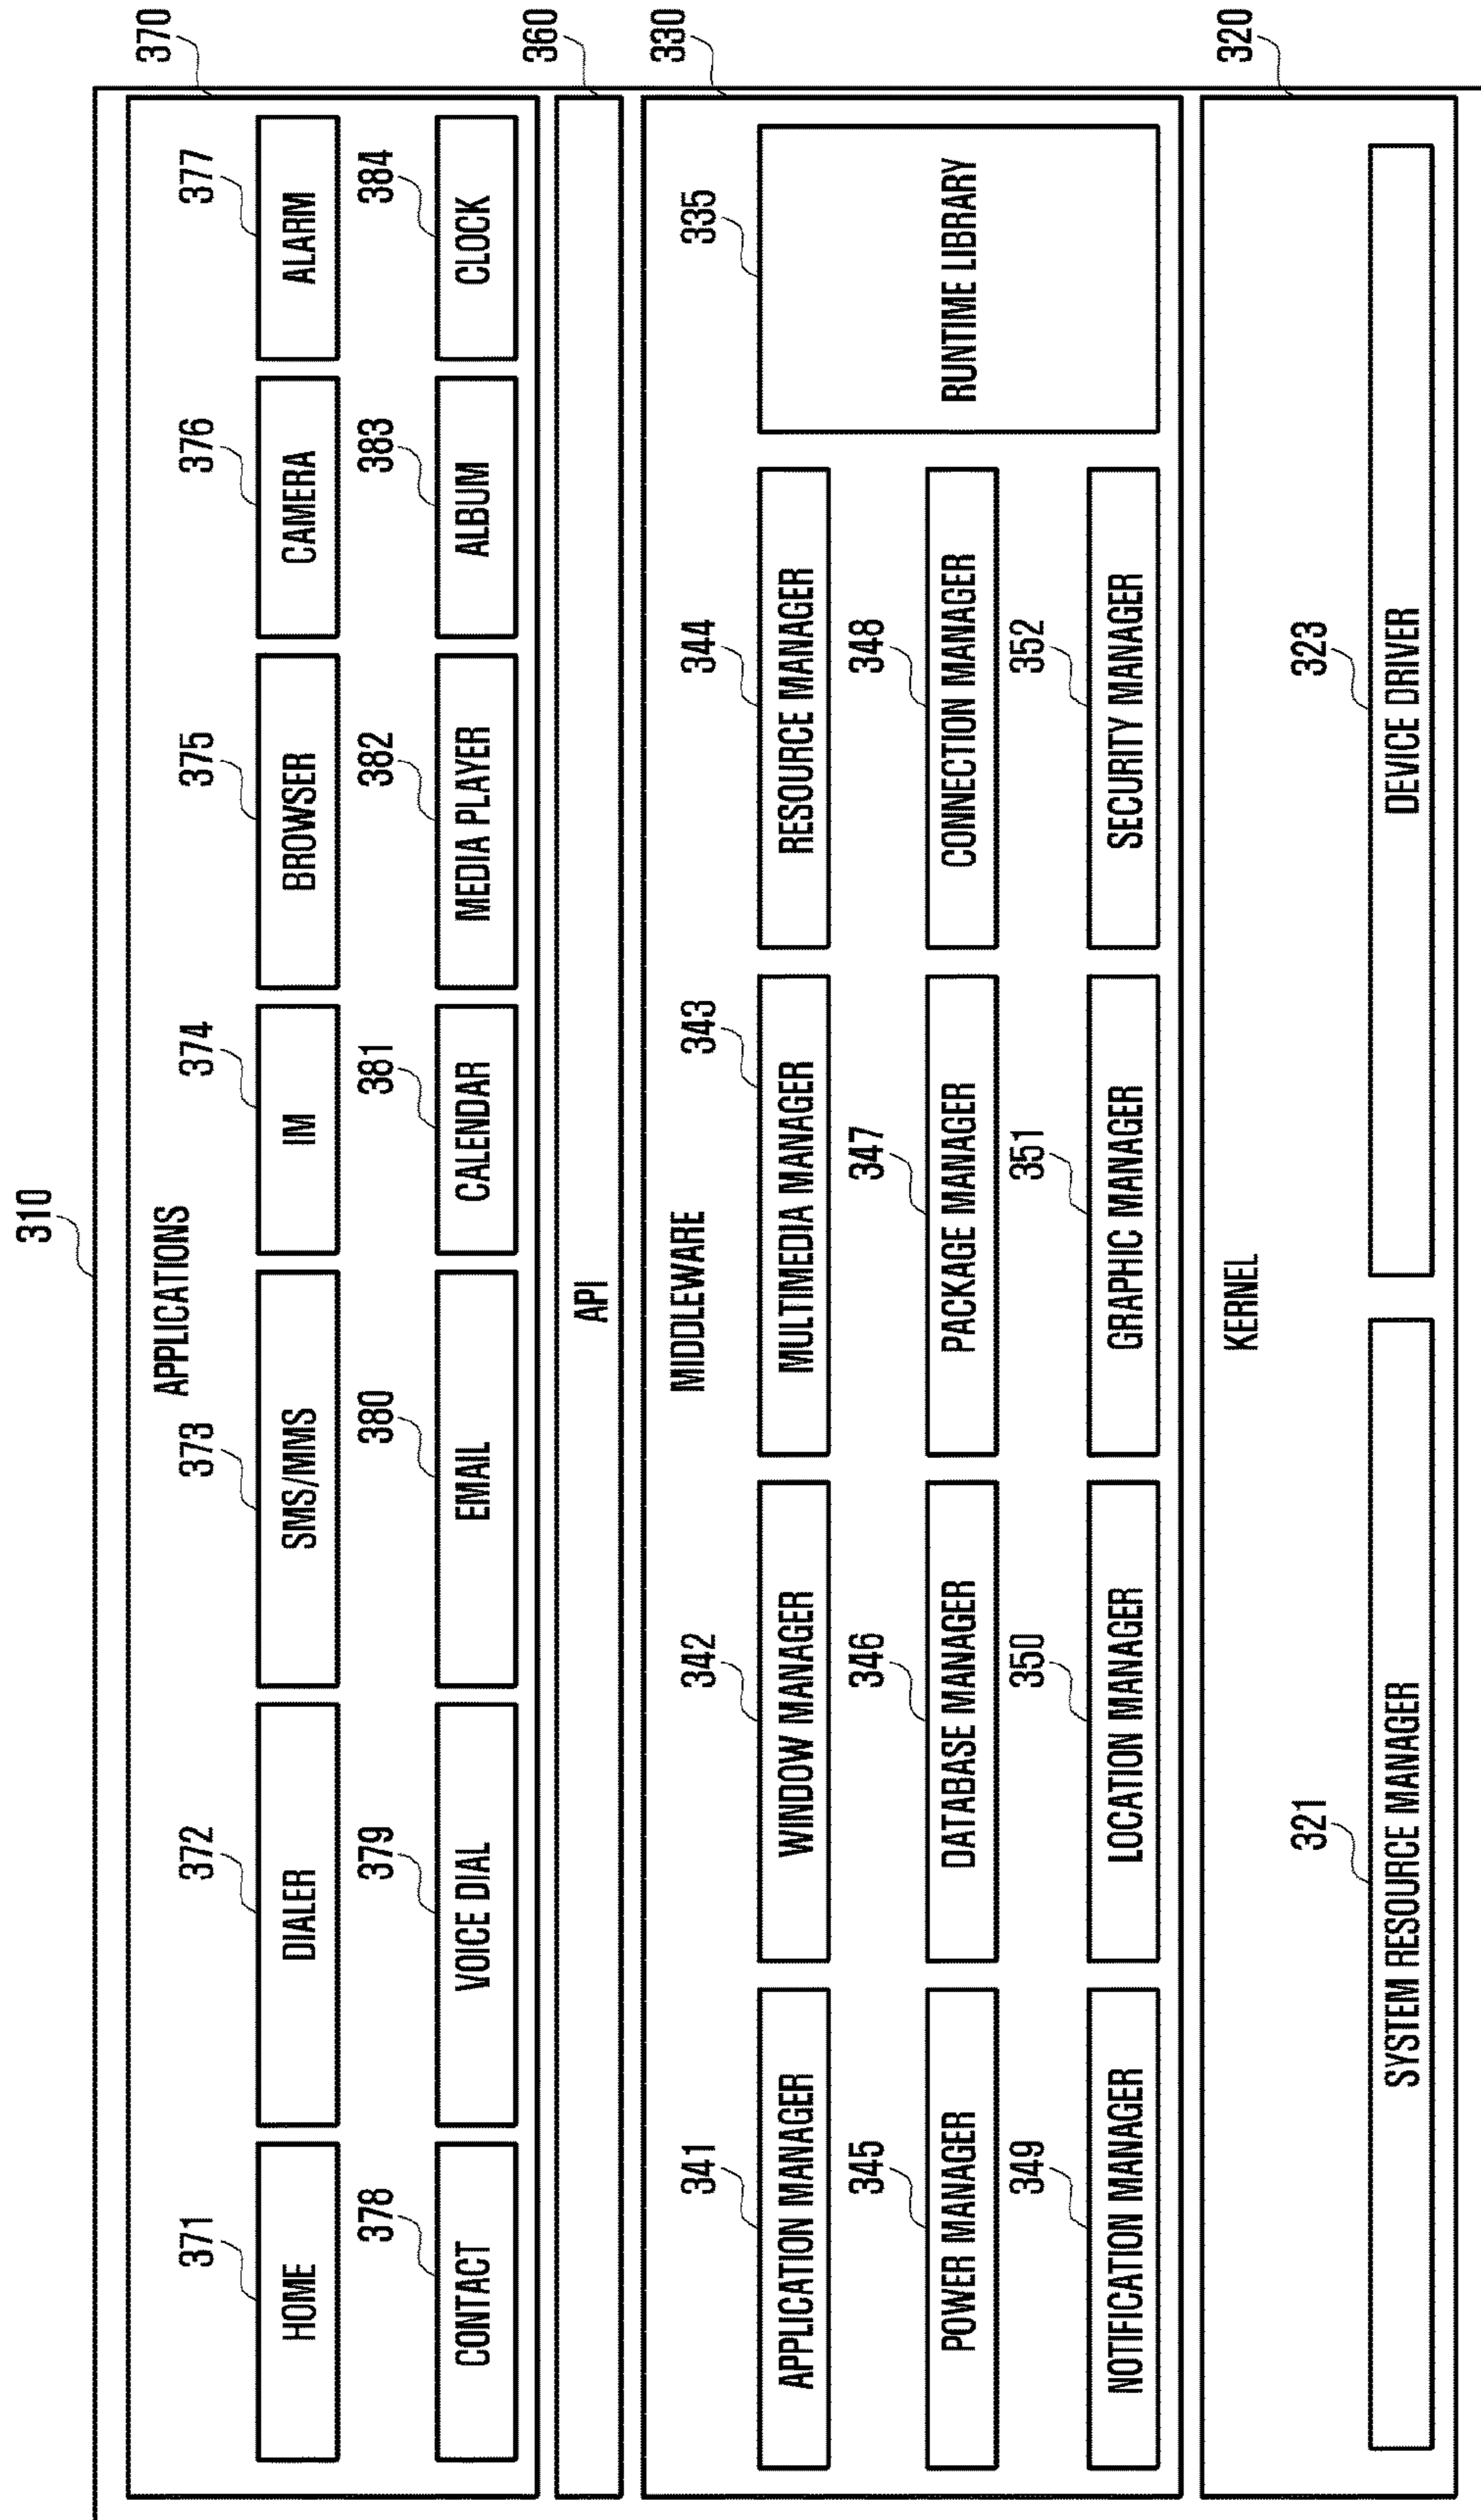 310
370
APPLICATIONS
371 372 373 374 375 376 377
HOME DIALER SMS/MMS IM BROWSER CAMERA ALARM
378 379 380 381 382 383 384
CONTACT VOICE DIAL EMAIL CALENDAR MEDIA PLAYER ALBUM CLOCK
360
API
330
MIDDLEWARE
341 342 343 344 335
APPLICATION MANAGER WINDOW MANAGER MULTIMEDIA MANAGER RESOURCE MANAGER
345 346 347 348
POWER MANAGER DATABASE MANAGER PACKAGE MANAGER CONNECTION MANAGER RUNTIME LIBRARY
349 350 351 352
NOTIFICATION MANAGER LOCATION MANAGER GRAPHIC MANAGER SECURITY MANAGER
320
KERNEL
321 323
SYSTEM RESOURCE MANAGER DEVICE DRIVER